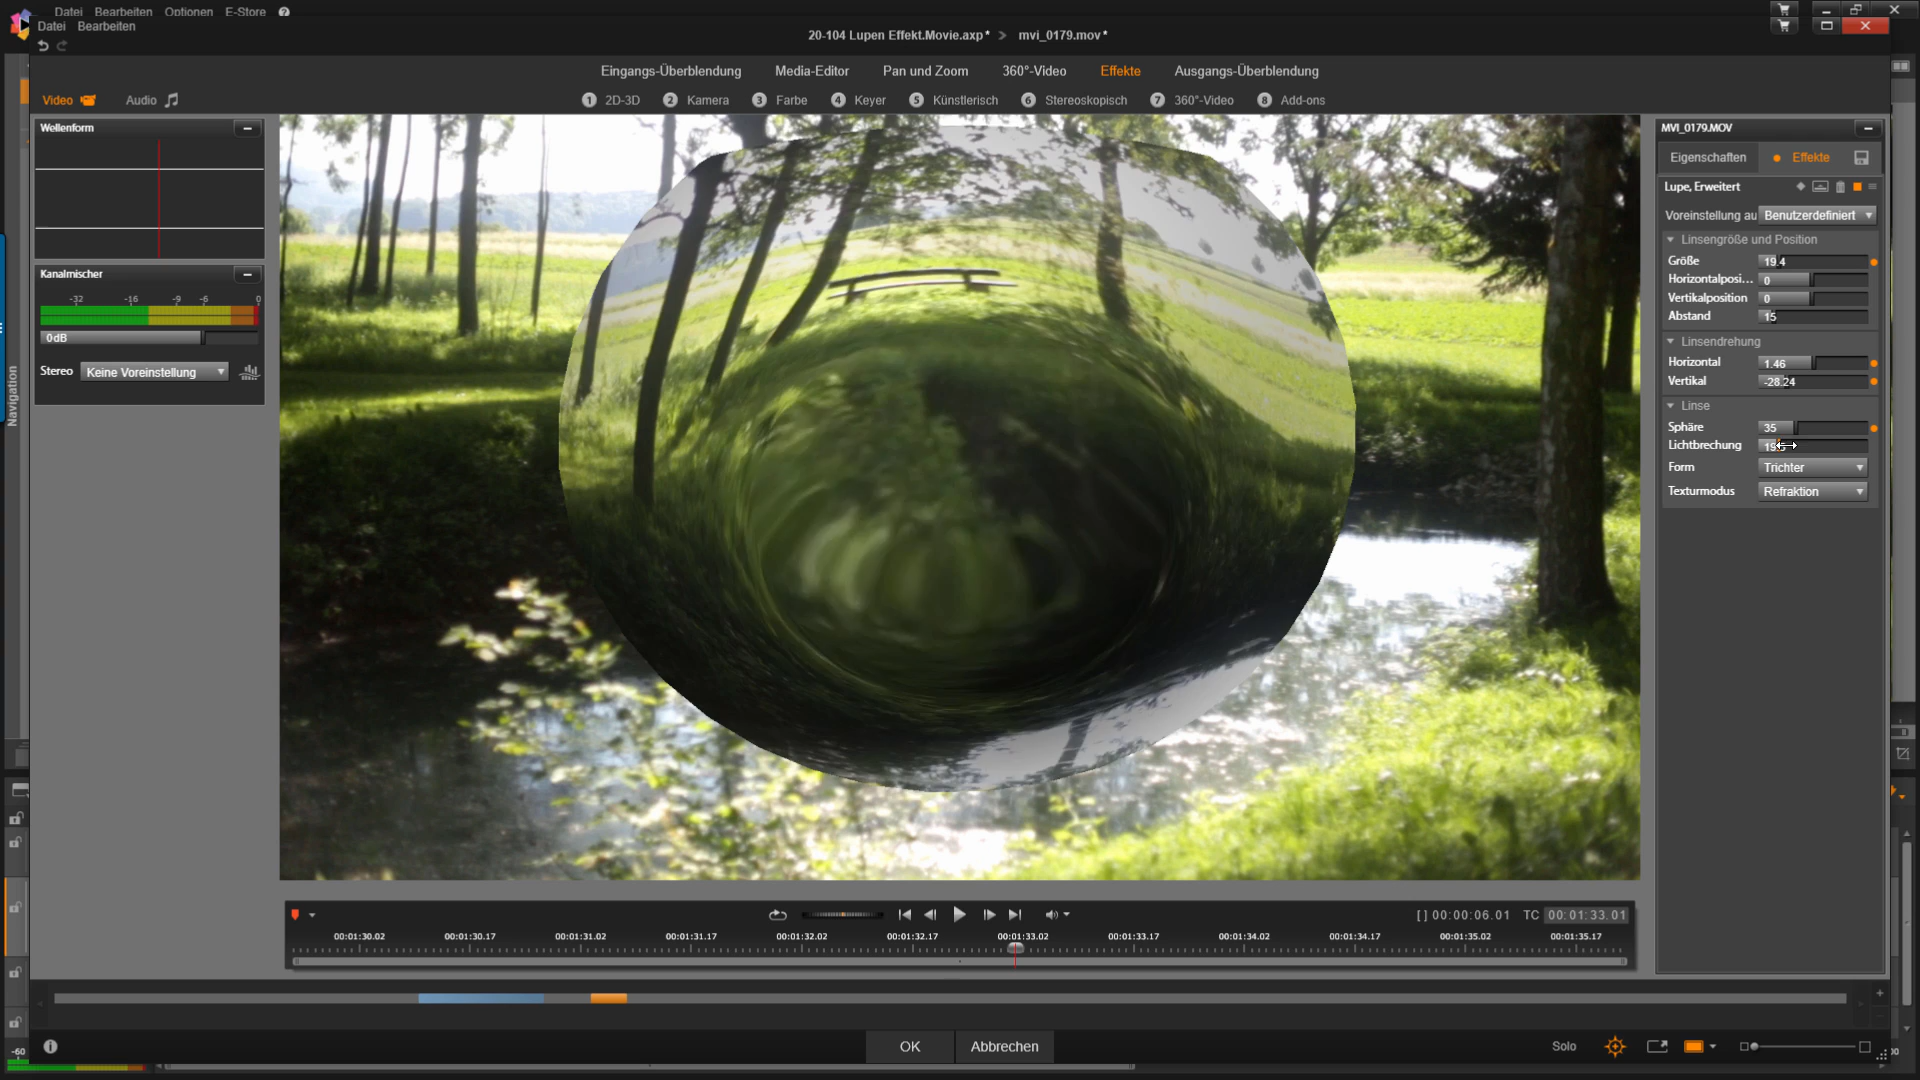 Datei Bearbeiten Optionen E-Store ?
Datei Bearbeiten
20-104 Lupen Effekt.Movie.axp* > mvi_0179.mov*
Eingangs-Überblendung Media-Editor Pan und Zoom 360°-Video Effekte Ausgangs-Überblendung
Video Audio
1 2D-3D 2 Kamera 3 Farbe 4 Keyer 5 Künstlerisch 6 Stereoskopisch 7 360°-Video 8 Add-ons
Wellenform
Kanalmischer
-32 -16 -9 -6 0
0dB
Stereo Keine Voreinstellung
Navigation
MVI_0179.MOV
Eigenschaften Effekte
Lupe, Erweitert
Voreinstellung au Benutzerdefiniert
Linsengröße und Position
Größe 19.4
Horizontalposi... 0
Vertikalposition 0
Abstand 15
Linsendrehung
Horizontal 1.46
Vertikal -28.24
Linse
Sphäre 35
Lichtbrechung
Form Trichter
Texturmodus Refraktion
[ ] 00:00:06.01 TC 00:01:33.01
00:01:30.02 00:01:30.17 00:01:31.02 00:01:31.17 00:01:32.02 00:01:32.17 00:01:33.02 00:01:33.17 00:01:34.02 00:01:34.17 00:01:35.02 00:01:35.17
OK Abbrechen
Solo
-60